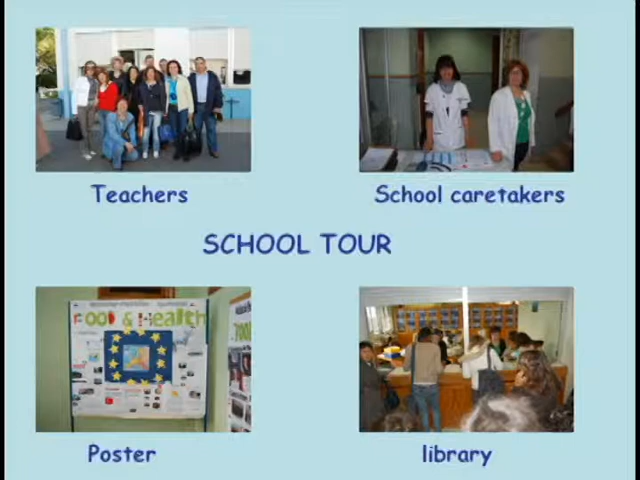 Teachers
School caretakers
SCHOOL TOUR
Food & Health
Poster
library